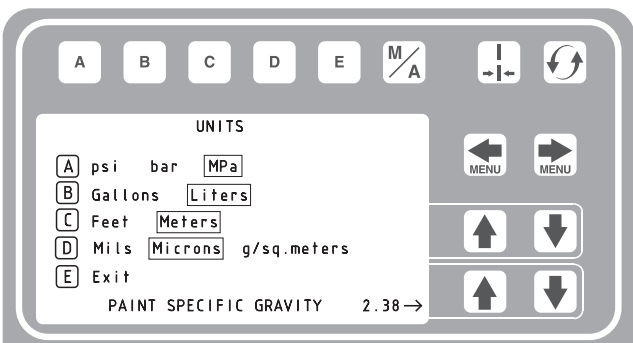 A B C D E M/A
UNITS
A psi bar MPa
B Gallons Liters
C Feet Meters
D Mils Microns g/sq.meters
E Exit
PAINT SPECIFIC GRAVITY 2.38→
MENU MENU